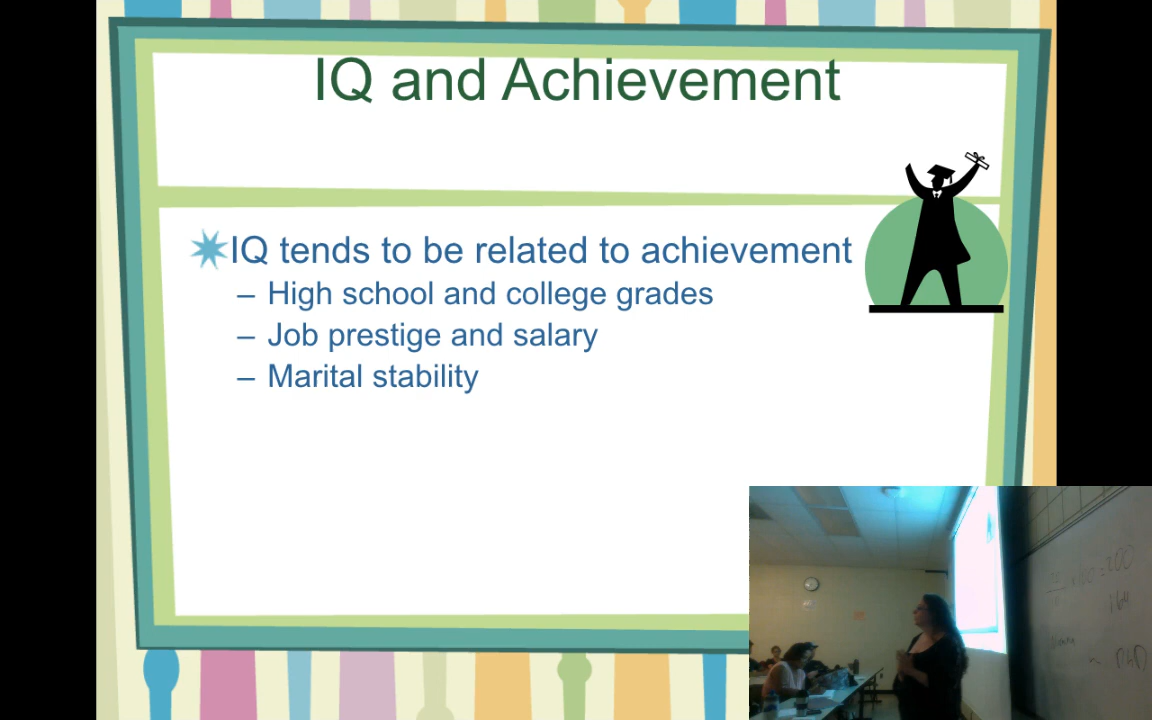 IQ and Achievement
IQ tends to be related to achievement
– High school and college grades
– Job prestige and salary
– Marital stability
160